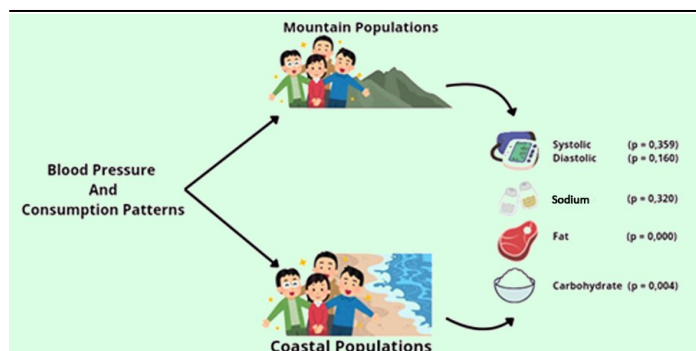 Mountain Populations
Blood Pressure
And
Consumption Patterns
Systolic (p = 0,359)
Diastolic (p = 0,160)
Sodium (p = 0,320)
Fat (p = 0,000)
Carbohydrate (p = 0,004)
Coastal Populations